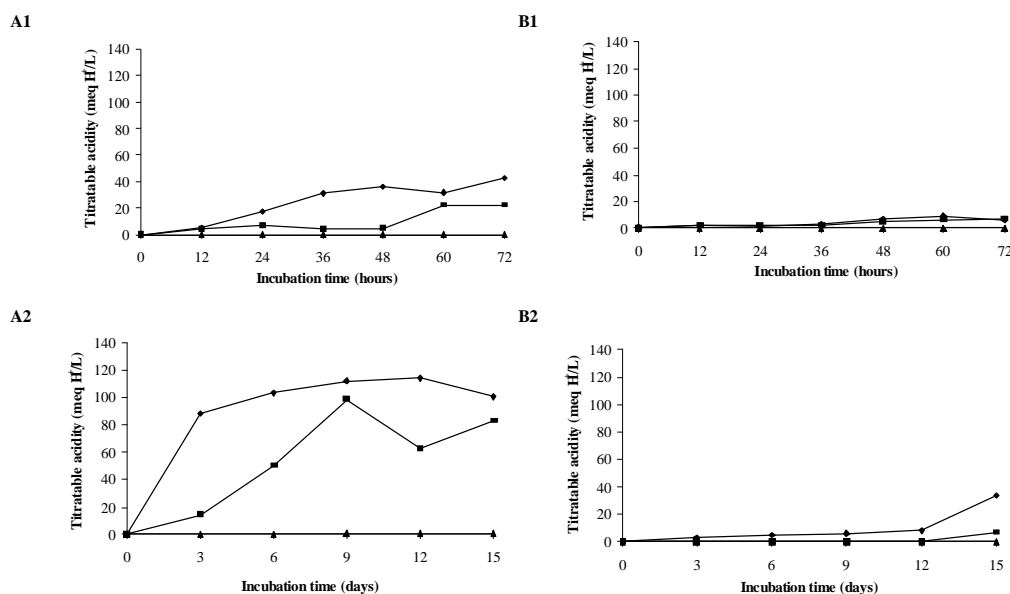 A1
Titratable acidity (meq H+/L)
140
120
100
80
60
40
20
0
0 12 24 36 48 60 72
Incubation time (hours)
B1
Titratable acidity (meq H+/L)
140
120
100
80
60
40
20
0
0 12 24 36 48 60 72
Incubation time (hours)
A2
Titratable acidity (meq H+/L)
140
120
100
80
60
40
20
0
0 3 6 9 12 15
Incubation time (days)
B2
Titratable acidity (meq H+/L)
140
120
100
80
60
40
20
0
0 3 6 9 12 15
Incubation time (days)